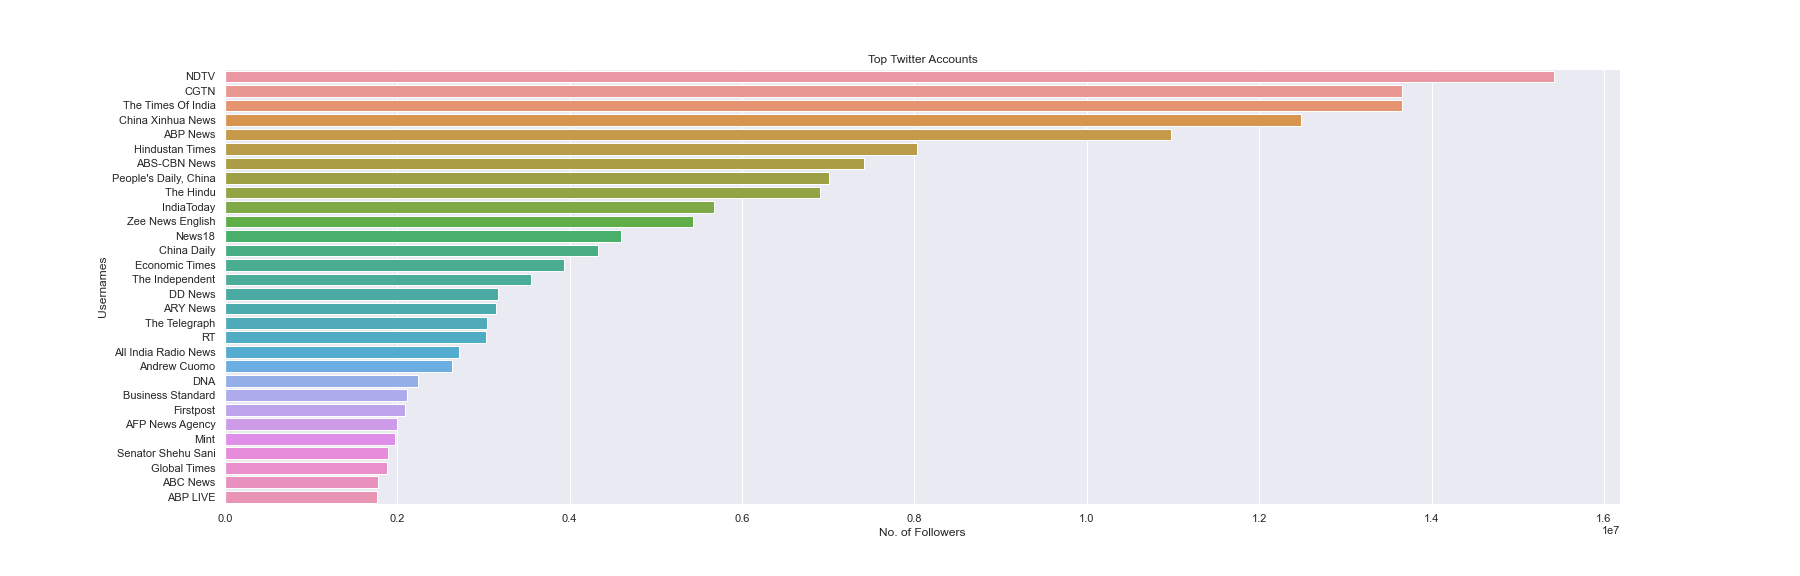 Top Twitter Accounts
NDTV
CGTN
The Times Of India
China Xinhua News
ABP News
Hindustan Times
ABS-CBN News
People's Daily, China
The Hindu
IndiaToday
Zee News English
News18
China Daily
Economic Times
The Independent
DD News
ARY News
The Telegraph
RT
All India Radio News
Andrew Cuomo
DNA
Business Standard
Firstpost
AFP News Agency
Mint
Senator Shehu Sani
Global Times
ABC News
ABP LIVE
Usernames
0.0 0.2 0.4 0.6 0.8 1.0 1.2 1.4 1.6
1e7
No. of Followers